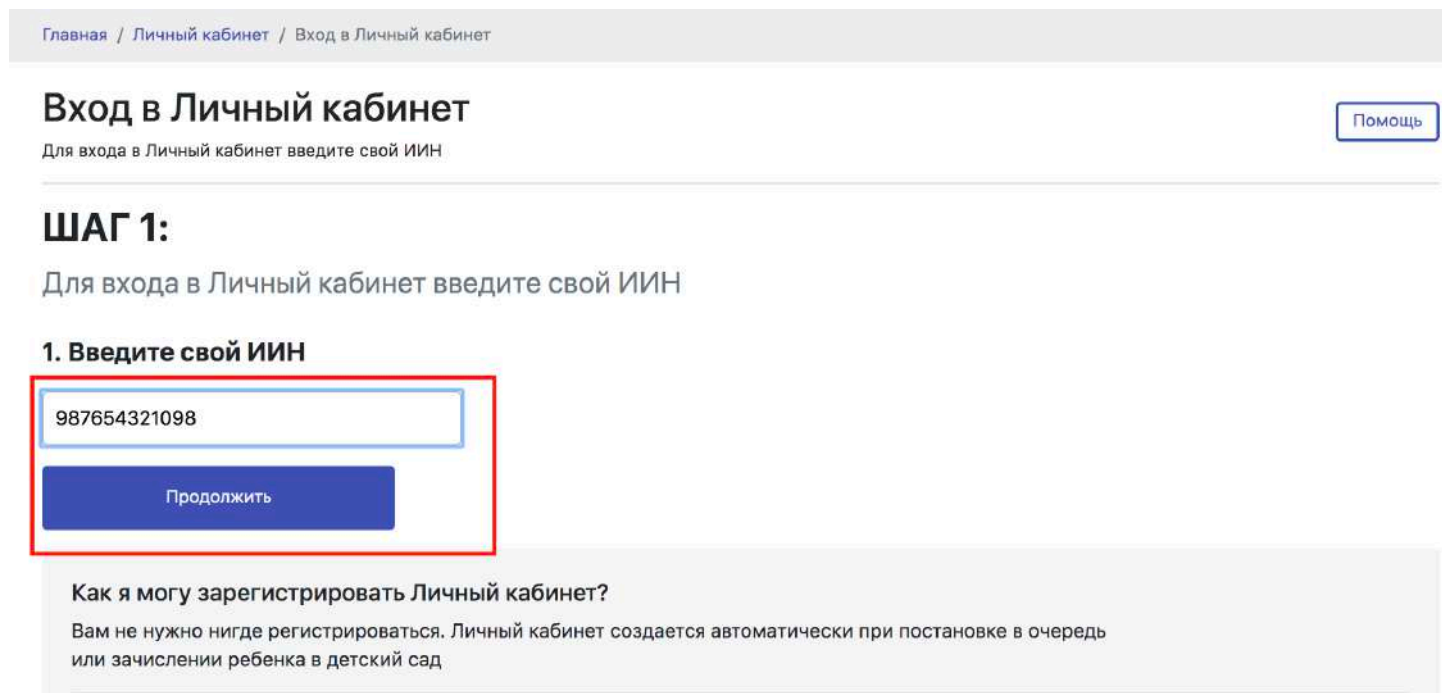 Главная / Личный кабинет / Вход в Личный кабинет
Вход в Личный кабинет
Помощь
Для входа в Личный кабинет введите свой ИИН
ШАГ 1:
Для входа в Личный кабинет введите свой ИИН
1. Введите свой ИИН
987654321098
Продолжить
Как я могу зарегистрировать Личный кабинет?
Вам не нужно нигде регистрироваться. Личный кабинет создается автоматически при постановке в очередь
или зачислении ребенка в детский сад